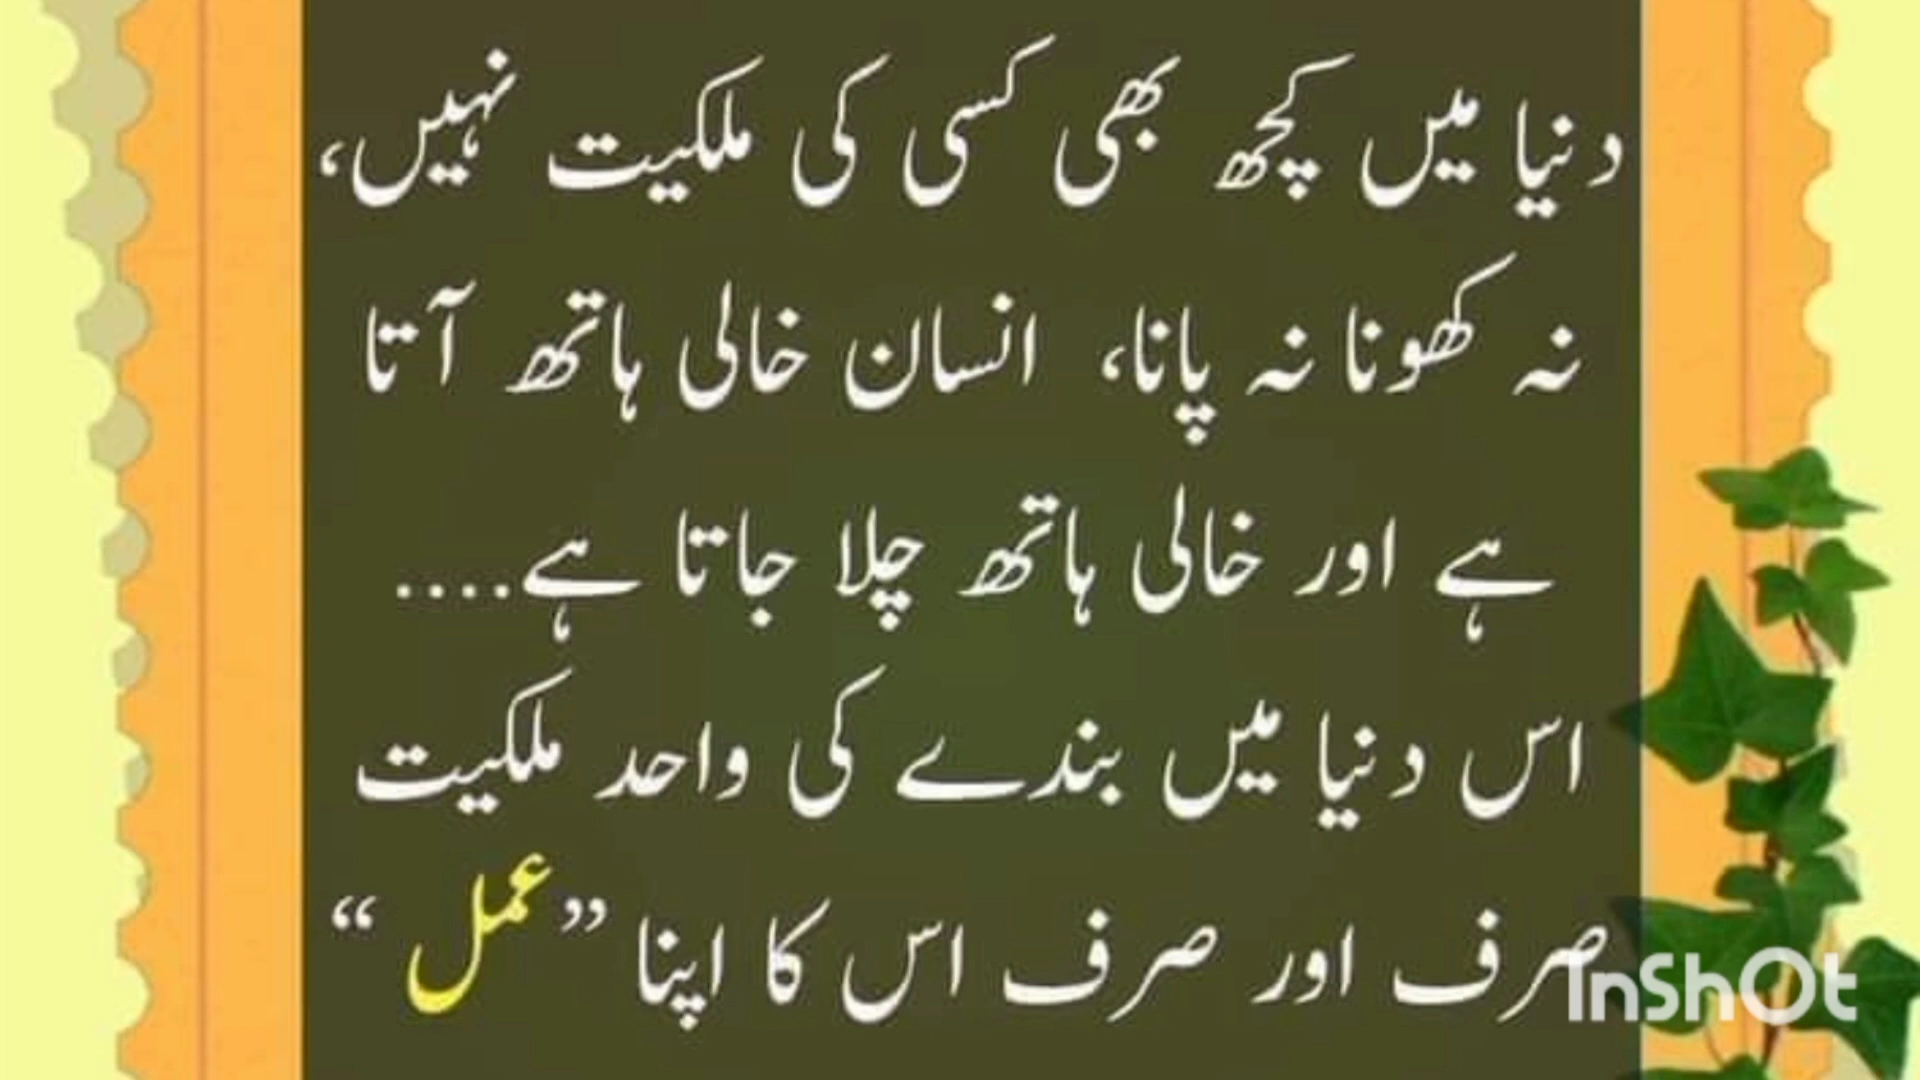 دنیا میں کچھ بھی کسی کی ملکیت نہیں،
نہ کھونا نہ پانا، انسان خالی ہاتھ آتا
ہے اور خالی ہاتھ چلا جاتا ہے....
اس دنیا میں بندے کی واحد ملکیت
صرف اور صرف اس کا اپنا ”عمل“
InShOt